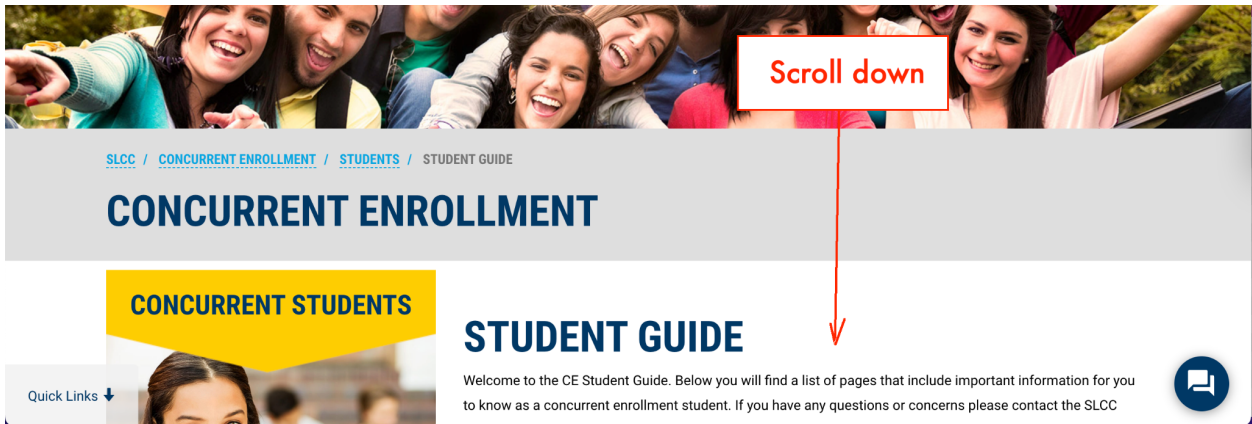 Scroll down
SLCC / CONCURRENT ENROLLMENT / STUDENTS / STUDENT GUIDE
CONCURRENT ENROLLMENT
CONCURRENT STUDENTS
STUDENT GUIDE
Welcome to the CE Student Guide. Below you will find a list of pages that include important information for you
to know as a concurrent enrollment student. If you have any questions or concerns please contact the SLCC
Quick Links